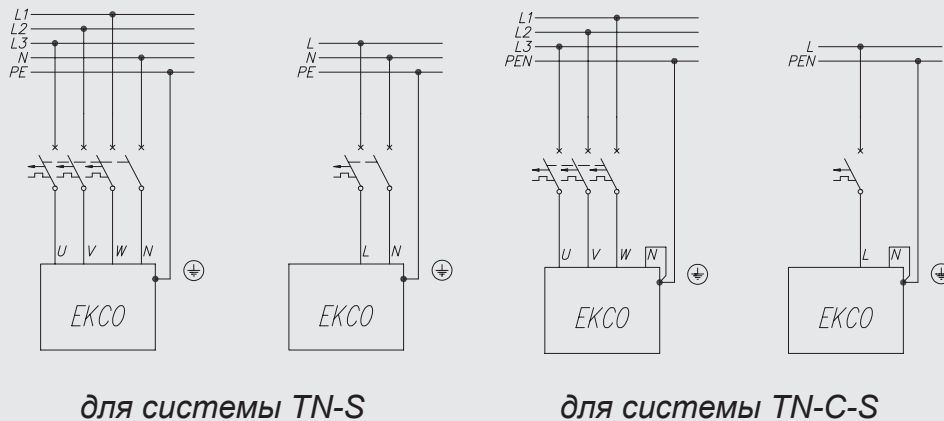 L1
L2
L3
N
PE
U V W N
EKCO
L
N
PE
L N
EKCO
для системы TN-S
L1
L2
L3
PEN
U V W N
EKCO
L
PEN
L N
EKCO
для системы TN-C-S